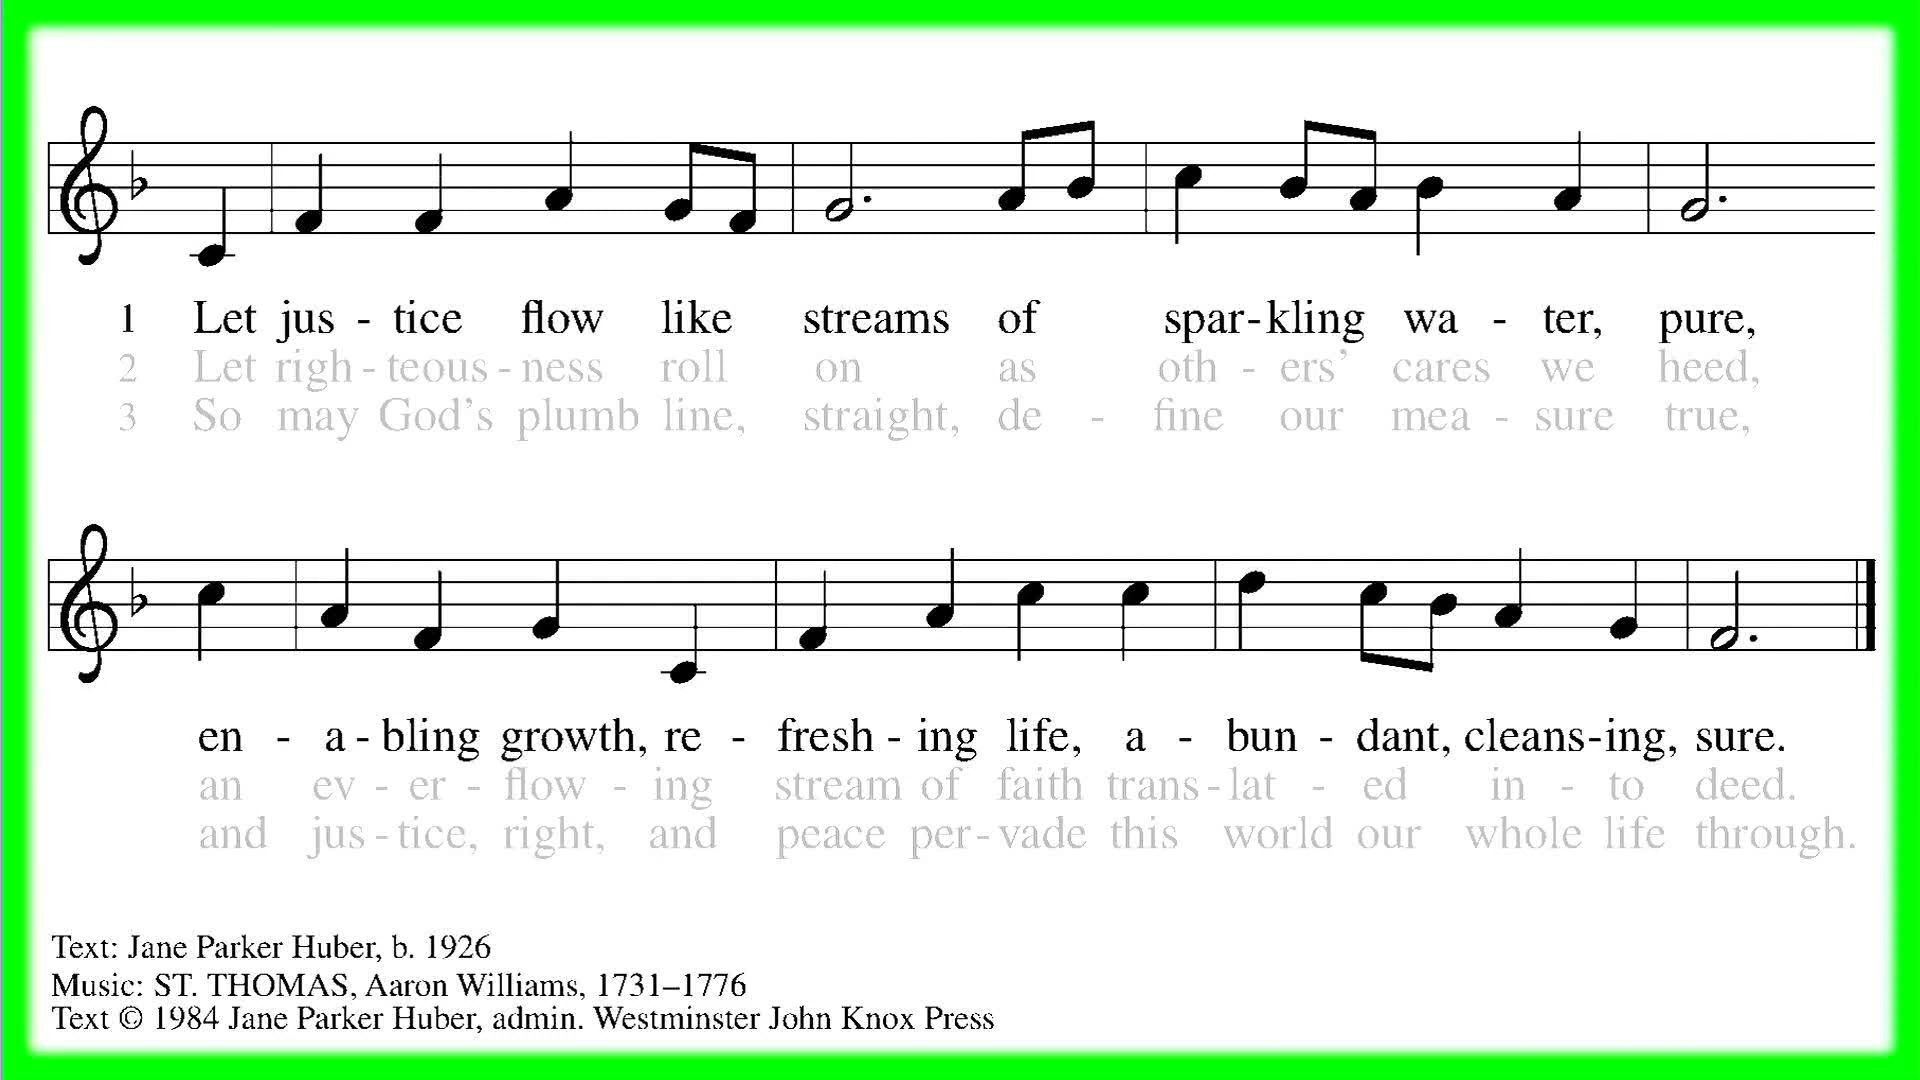 1 Let jus - tice flow like streams of spar - kling wa - ter, pure,
2 Let righ - teous - ness roll on as oth - ers’ cares we heed,
3 So may God’s plumb line, straight, de - fine our mea - sure true,
en - a - bling growth, re - fresh - ing life, a - bun - dant, cleans - ing, sure.
an ev - er - flow - ing stream of faith trans - lat - ed in - to deed.
and jus - tice, right, and peace per - vade this world our whole life through.
Text: Jane Parker Huber, b. 1926
Music: ST. THOMAS, Aaron Williams, 1731–1776
Text © 1984 Jane Parker Huber, admin. Westminster John Knox Press